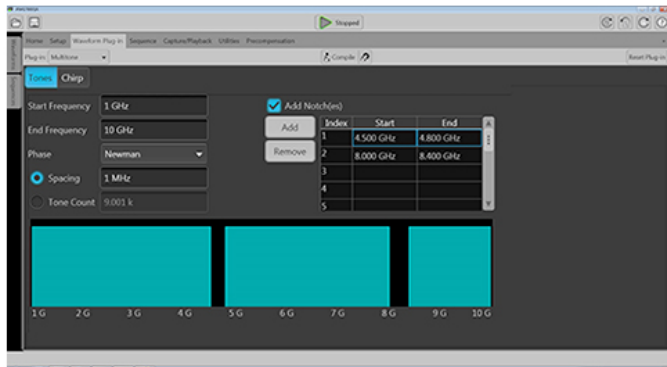 Stopped
Home Setup Waveform Plug-in Sequence Capture/Playback Utilities Precompensation
Plug-in: Multitone Compile Reset Plug-in
Waveforms
Sequences
Tones Chirp
Start Frequency 1 GHz
End Frequency 10 GHz
Phase Newman
Spacing 1 MHz
Tone Count 9.001 k
Add Notch(es)
Add
Remove
Index Start End
1 4.500 GHz 4.800 GHz
2 8.000 GHz 8.400 GHz
3
4
5
1 G 2 G 3 G 4 G 5 G 6 G 7 G 8 G 9 G 10 G